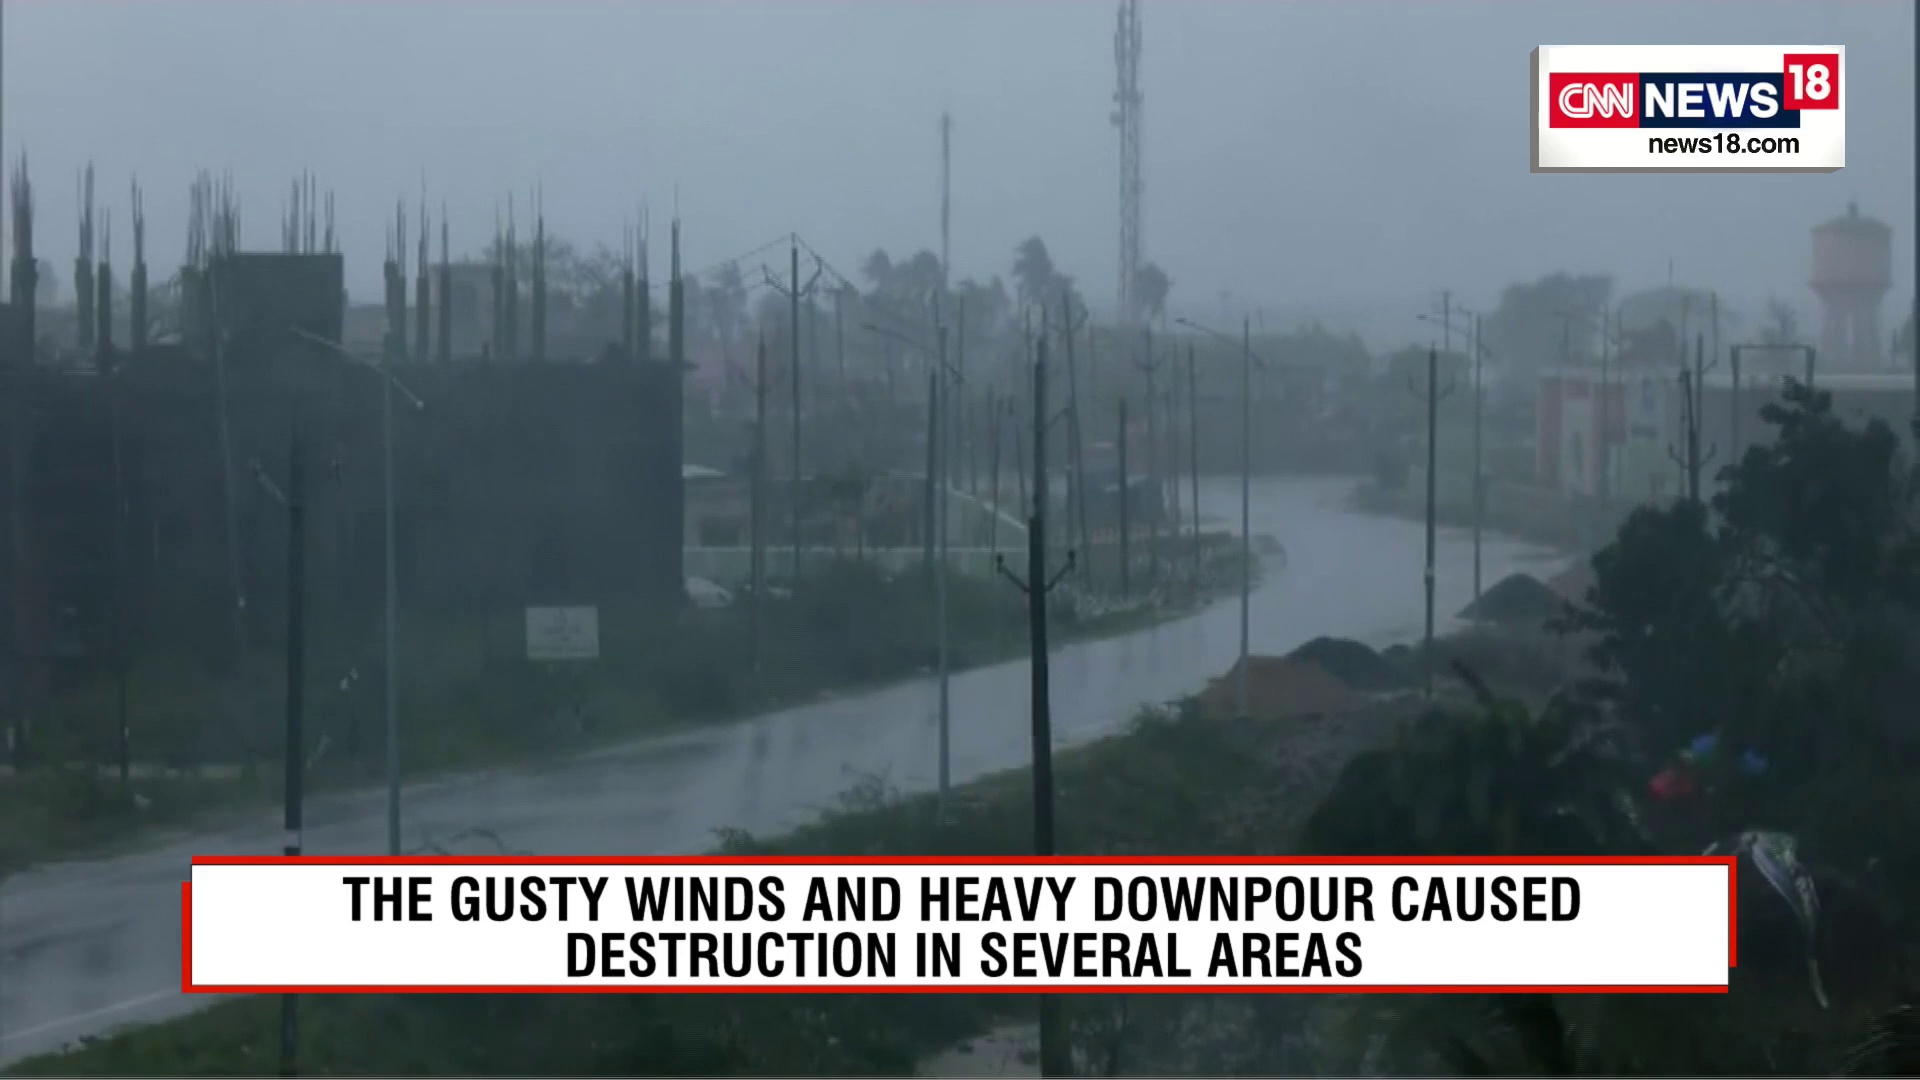 CNN NEWS 18
news18.com
THE GUSTY WINDS AND HEAVY DOWNPOUR CAUSED
DESTRUCTION IN SEVERAL AREAS